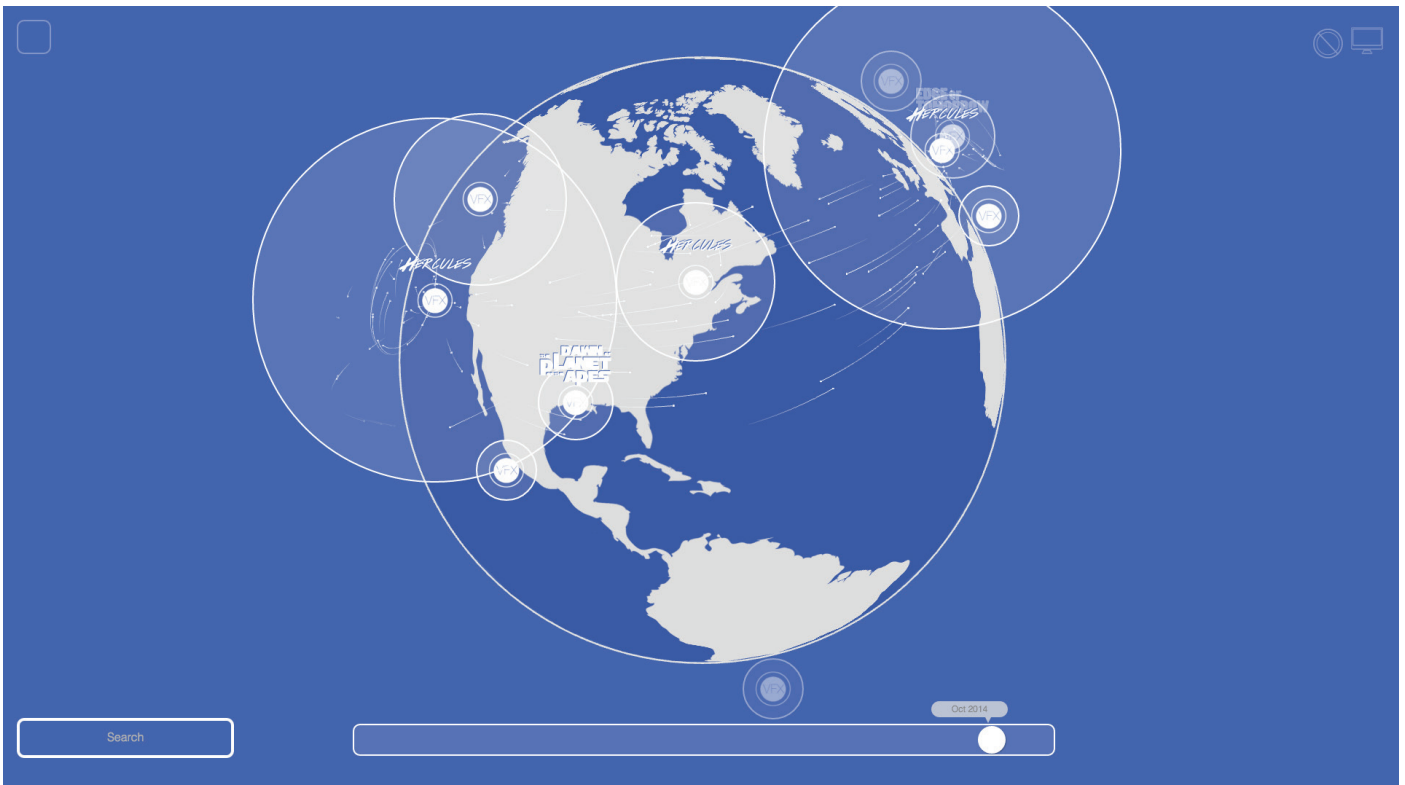 VFX
EDGE OF
TOMORROW
HERCULES
VFX
VFX
VFX
VFX
HERCULES
HERCULES
VFX
DAWN OF
THE PLANET
OF THE APES
VFX
VFX
VFX
Oct 2014
Search